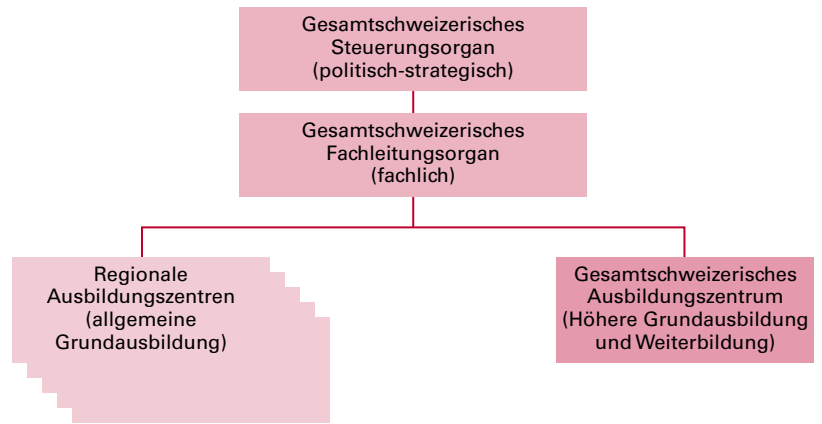 Gesamtschweizerisches
Steuerungsorgan
(politisch-strategisch)
Gesamtschweizerisches
Fachleitungsorgan
(fachlich)
Regionale
Ausbildungszentren
(allgemeine
Grundausbildung)
Gesamtschweizerisches
Ausbildungszentrum
(Höhere Grundausbildung
und Weiterbildung)